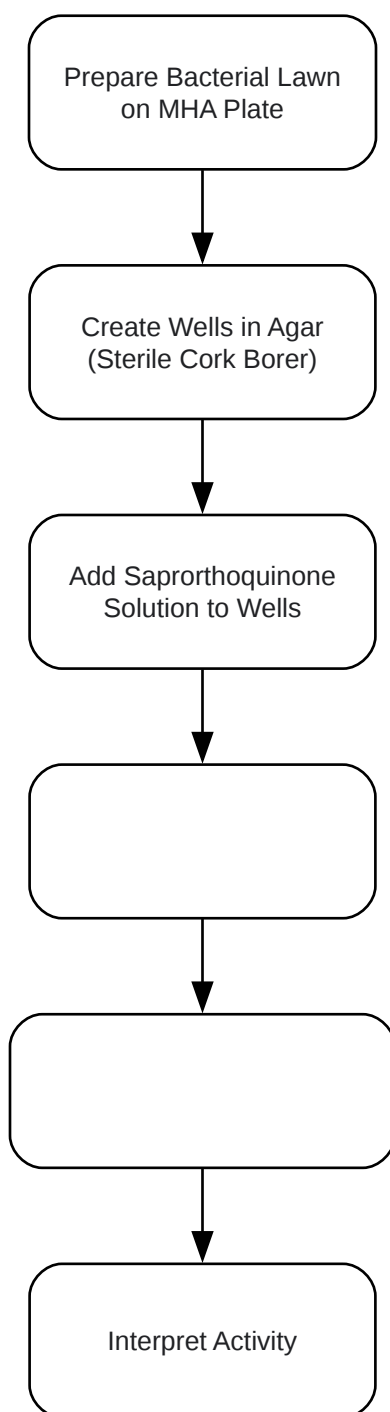 Prepare Bacterial Lawn
on MHA Plate
Create Wells in Agar
(Sterile Cork Borer)
Add Saprorthoquinone
Solution to Wells
Interpret Activity